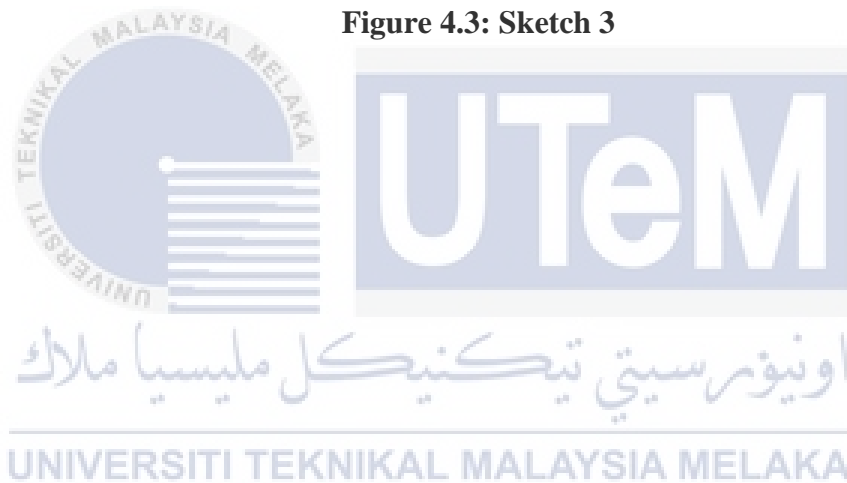 Figure 4.3: Sketch 3
UNIVERSITI TEKNIKAL MALAYSIA MELAKA
UTeM
اونيۏرسيتي تيكنيكل مليسيا ملاك
UNIVERSITI TEKNIKAL MALAYSIA MELAKA